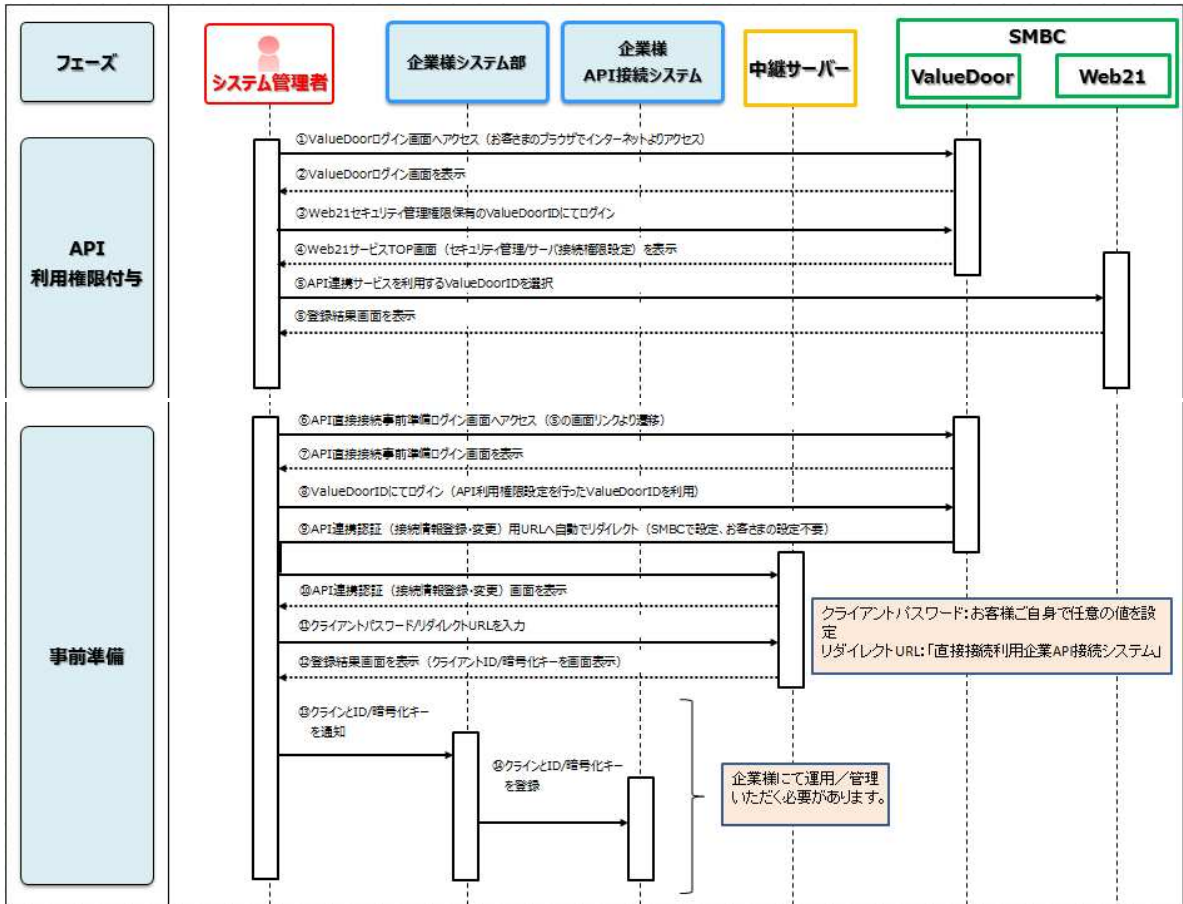 フェーズ
システム管理者
企業様システム部
企業様
API接続システム
中継サーバー
SMBC
ValueDoor
Web21
API
利用権限付与
①ValueDoorログイン画面へアクセス（お客さまのブラウザでインターネットよりアクセス）
②ValueDoorログイン画面を表示
③Web21セキュリティ管理権限保有のValueDoorIDにてログイン
④Web21サービスTOP画面（セキュリティ管理/サーバ接続権限設定）を表示
⑤API連携サービスを利用するValueDoorIDを選択
⑤登録結果画面を表示
事前準備
⑥API直接接続事前準備ログイン画面へアクセス（⑤の画面リンクより遷移）
⑦API直接接続事前準備ログイン画面を表示
⑧ValueDoorIDにてログイン（API利用権限設定を行ったValueDoorIDを利用）
⑨API連携認証（接続情報登録・変更）用URLへ自動でリダイレクト（SMBCで設定、お客さまの設定不要）
⑩API連携認証（接続情報登録・変更）画面を表示
⑪クライアントパスワード/リダイレクトURLを入力
⑫登録結果画面を表示（クライアントID/暗号化キーを画面表示）
クライアントパスワード：お客様ご自身で任意の値を設
定
リダイレクトURL：「直接接続利用企業API接続システム」
⑬クラインとID/暗号化キー
を通知
⑭クラインとID/暗号化キー
を登録
企業様にて運用／管理
いただく必要があります。